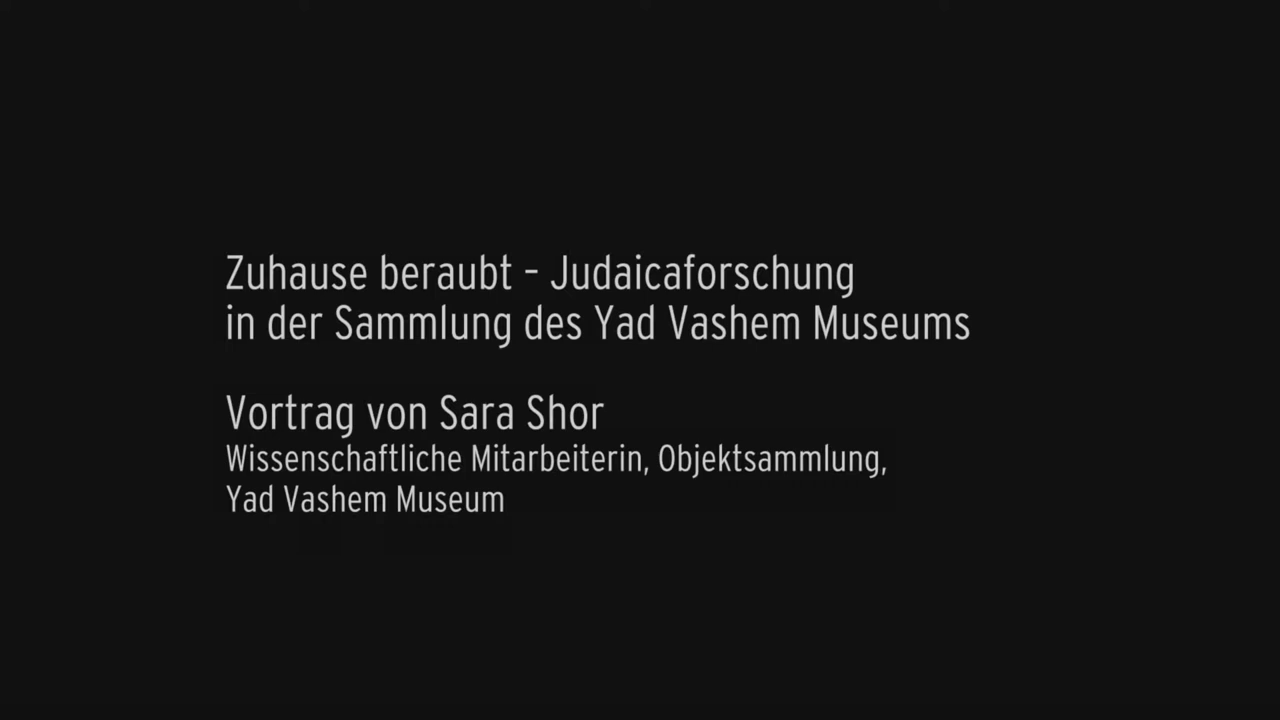 Zuhause beraubt – Judaicaforschung
in der Sammlung des Yad Vashem Museums
Vortrag von Sara Shor
Wissenschaftliche Mitarbeiterin, Objektsammlung,
Yad Vashem Museum